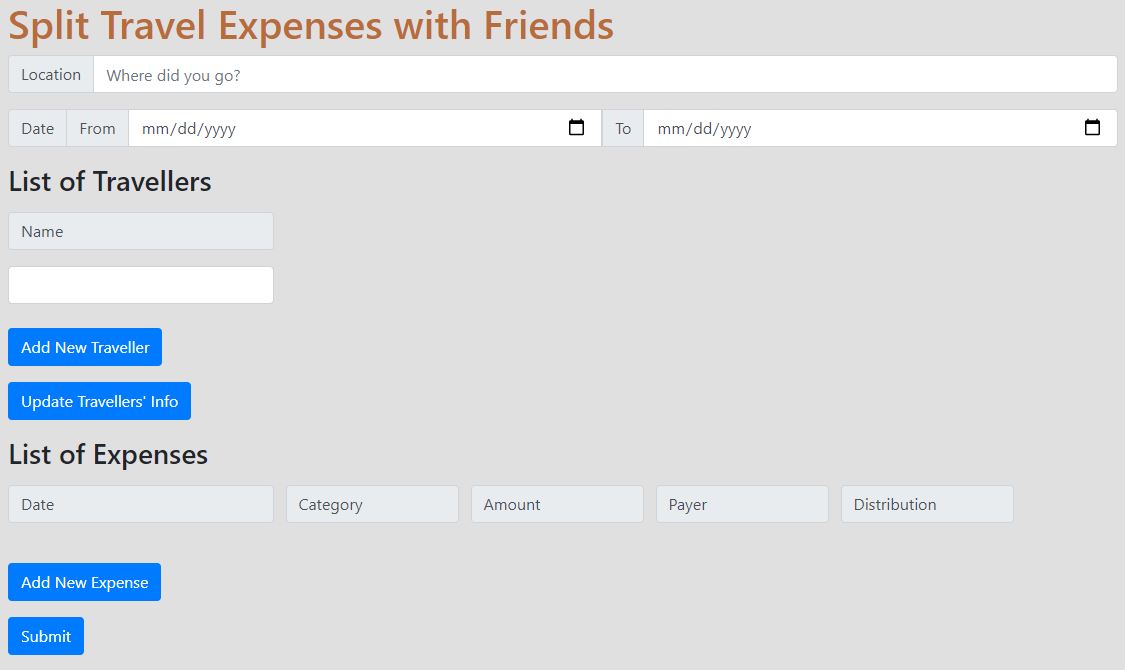 Split Travel Expenses with Friends
Location Where did you go?
Date From mm/dd/yyyy To mm/dd/yyyy
List of Travellers
Name
Add New Traveller
Update Travellers' Info
List of Expenses
Date Category Amount Payer Distribution
Add New Expense
Submit